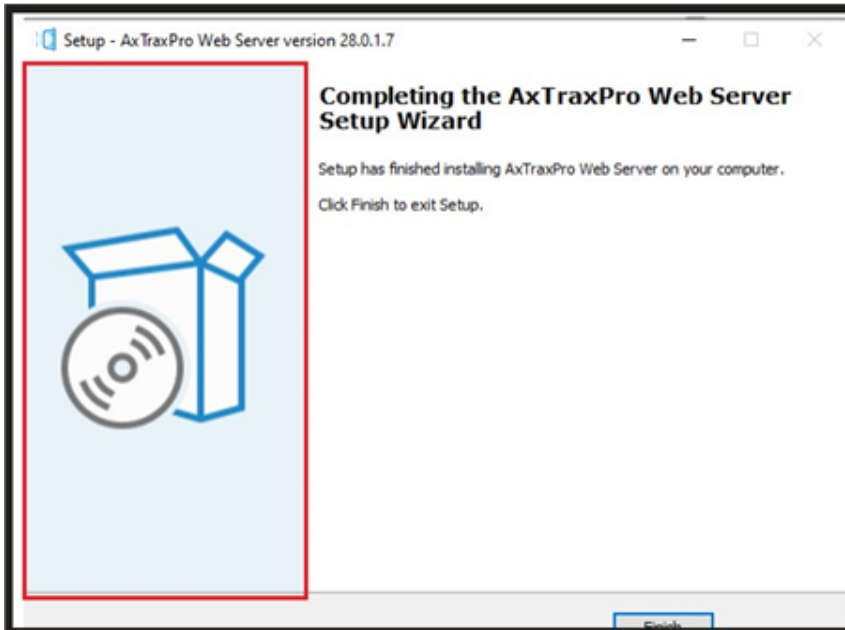 Setup - AxTraxPro Web Server version 28.0.1.7
Completing the AxTraxPro Web Server
Setup Wizard
Setup has finished installing AxTraxPro Web Server on your computer.
Click Finish to exit Setup.
Finish